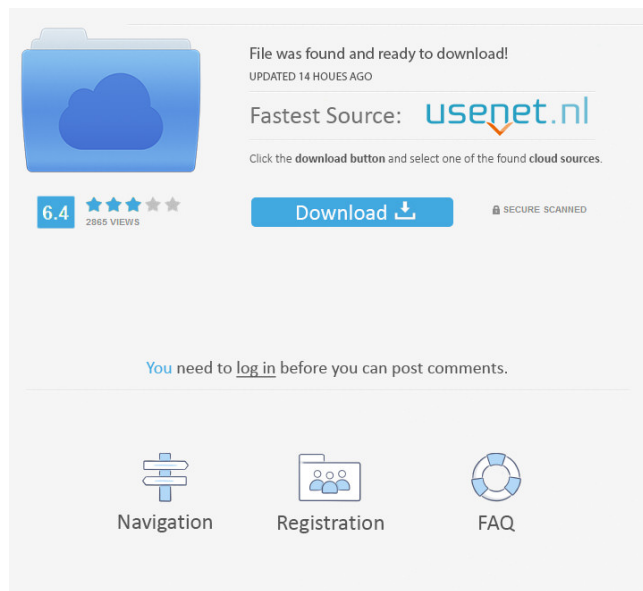 File was found and ready to download!
UPDATED 14 HOUES AGO
Fastest Source: usenet.nl
Click the download button and select one of the found cloud sources.
6.4
2865 VIEWS
Download
SECURE SCANNED
You need to log in before you can post comments.
Navigation
Registration
FAQ